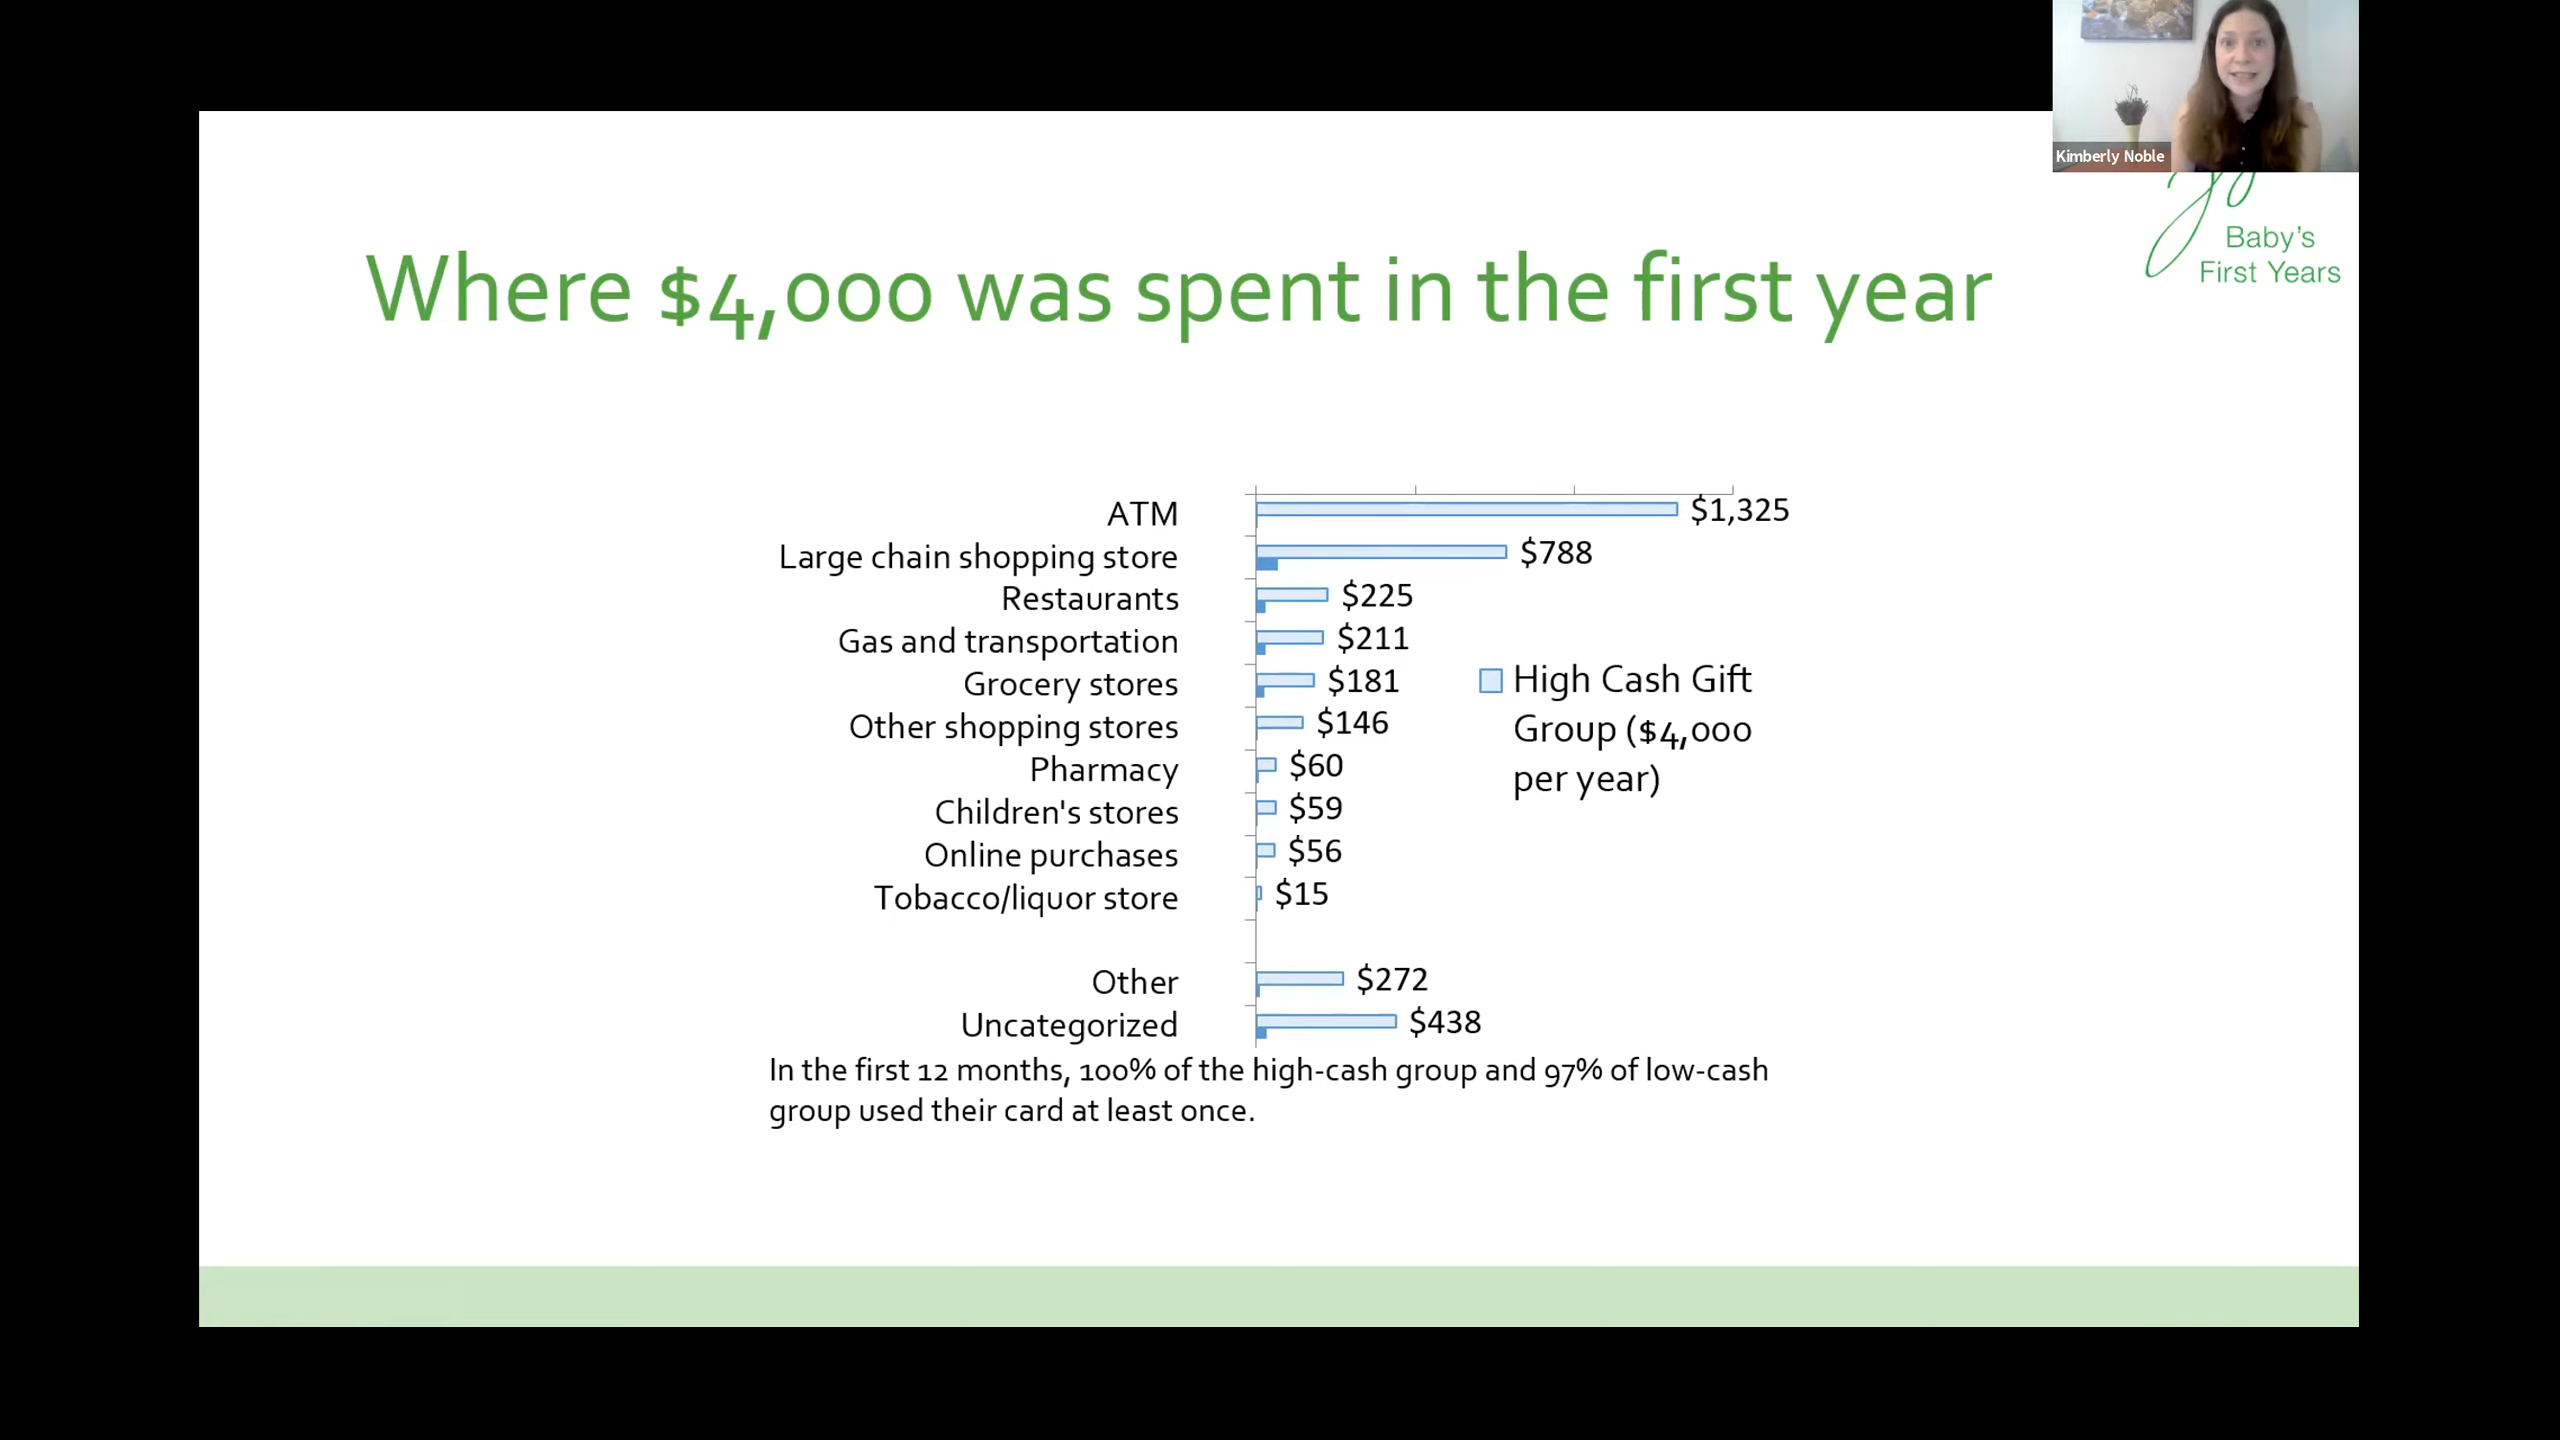 Kimberly Noble
Baby's
First Years
Where $4,000 was spent in the first year
ATM $1,325
Large chain shopping store $788
Restaurants $225
Gas and transportation $211
Grocery stores $181
Other shopping stores $146
Pharmacy $60
Children's stores $59
Online purchases $56
Tobacco/liquor store $15
Other $272
Uncategorized $438
High Cash Gift
Group ($4,000
per year)
In the first 12 months, 100% of the high-cash group and 97% of low-cash
group used their card at least once.